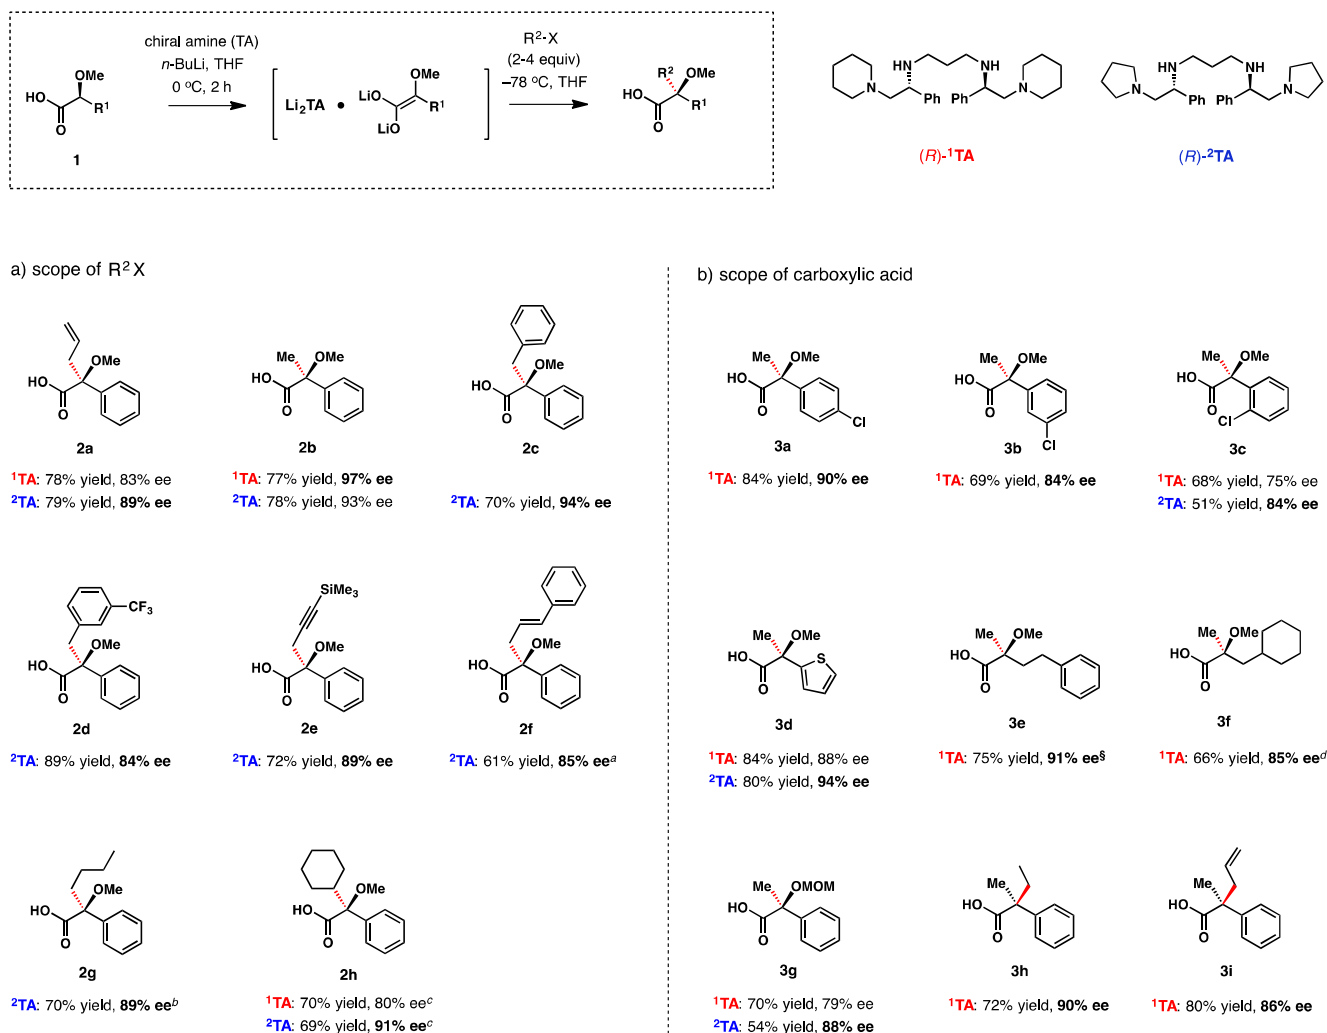 chiral amine (TA)
n-BuLi, THF
0 ºC, 2 h
R²-X
(2-4 equiv)
–78 ºC, THF
OMe
HO
R¹
O
1
Li₂TA •
OMe
LiO
R¹
LiO
R²
OMe
HO
R¹
O
NH
HN
N
Ph
Ph
N
(R)-¹TA
NH
HN
N
Ph
Ph
N
(R)-²TA
a) scope of R²X
OMe
HO
O
2a
¹TA: 78% yield, 83% ee
²TA: 79% yield, 89% ee
Me
OMe
HO
O
2b
¹TA: 77% yield, 97% ee
²TA: 78% yield, 93% ee
OMe
HO
O
2c
²TA: 70% yield, 94% ee
CF₃
OMe
HO
O
2d
²TA: 89% yield, 84% ee
SiMe₃
OMe
HO
O
2e
²TA: 72% yield, 89% ee
OMe
HO
O
2f
²TA: 61% yield, 85% eeᵃ
OMe
HO
O
2g
²TA: 70% yield, 89% eeᵇ
OMe
HO
O
2h
¹TA: 70% yield, 80% eeᶜ
²TA: 69% yield, 91% eeᶜ
b) scope of carboxylic acid
Me
OMe
HO
O
Cl
3a
¹TA: 84% yield, 90% ee
Me
OMe
HO
O
Cl
3b
¹TA: 69% yield, 84% ee
Me
OMe
HO
O
Cl
3c
¹TA: 68% yield, 75% ee
²TA: 51% yield, 84% ee
Me
OMe
HO
S
O
3d
¹TA: 84% yield, 88% ee
²TA: 80% yield, 94% ee
Me
OMe
HO
O
3e
¹TA: 75% yield, 91% ee§
Me
OMe
HO
O
3f
¹TA: 66% yield, 85% eeᵈ
Me
OMOM
HO
O
3g
¹TA: 70% yield, 79% ee
²TA: 54% yield, 88% ee
Me
HO
O
3h
¹TA: 72% yield, 90% ee
Me
HO
O
3i
¹TA: 80% yield, 86% ee